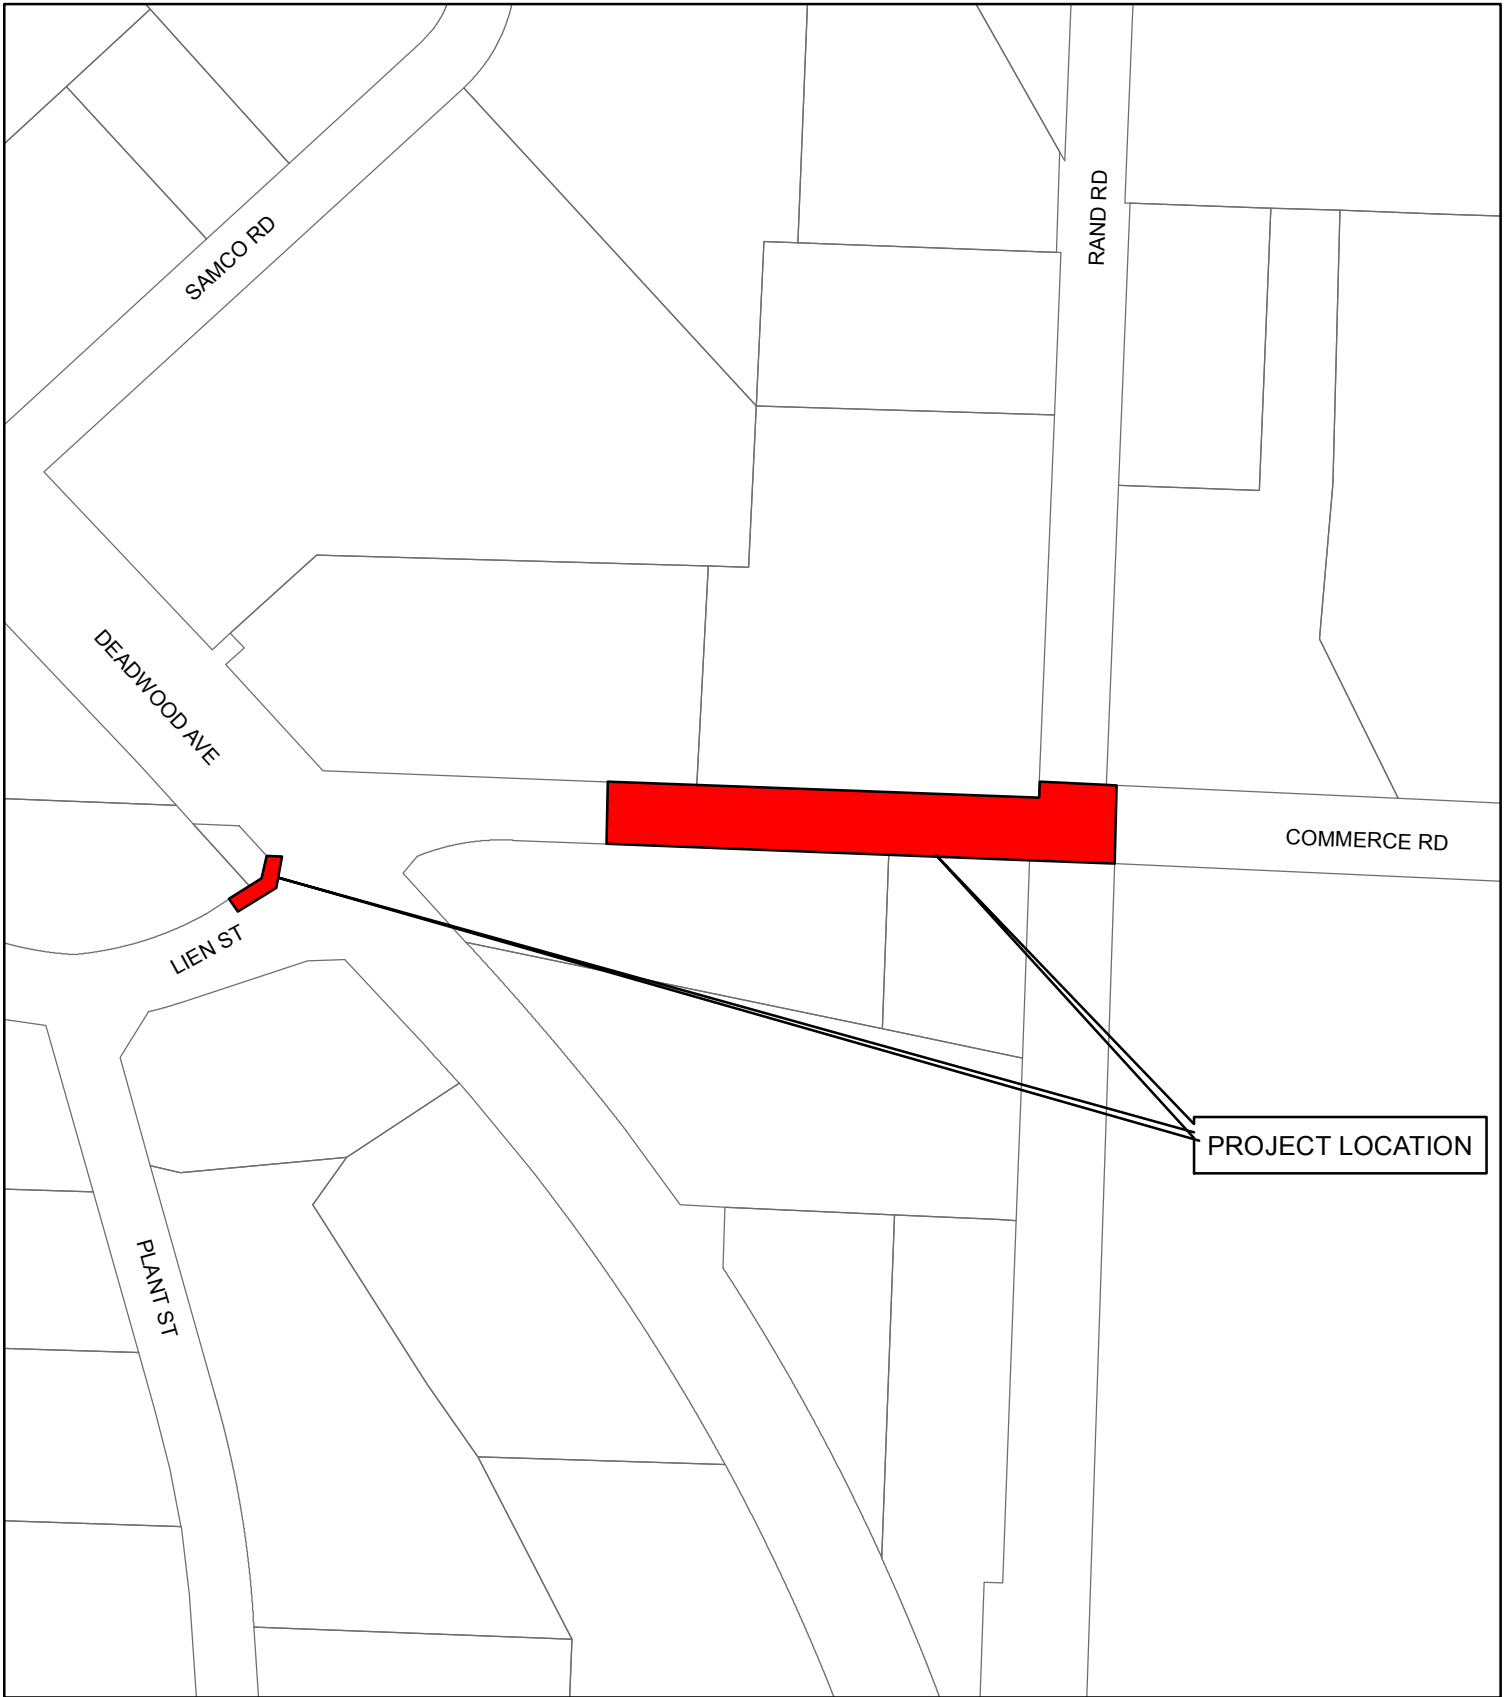 SAMCO RD
RAND RD
DEADWOOD AVE
COMMERCE RD
LIEN ST
PROJECT LOCATION
PLANT ST